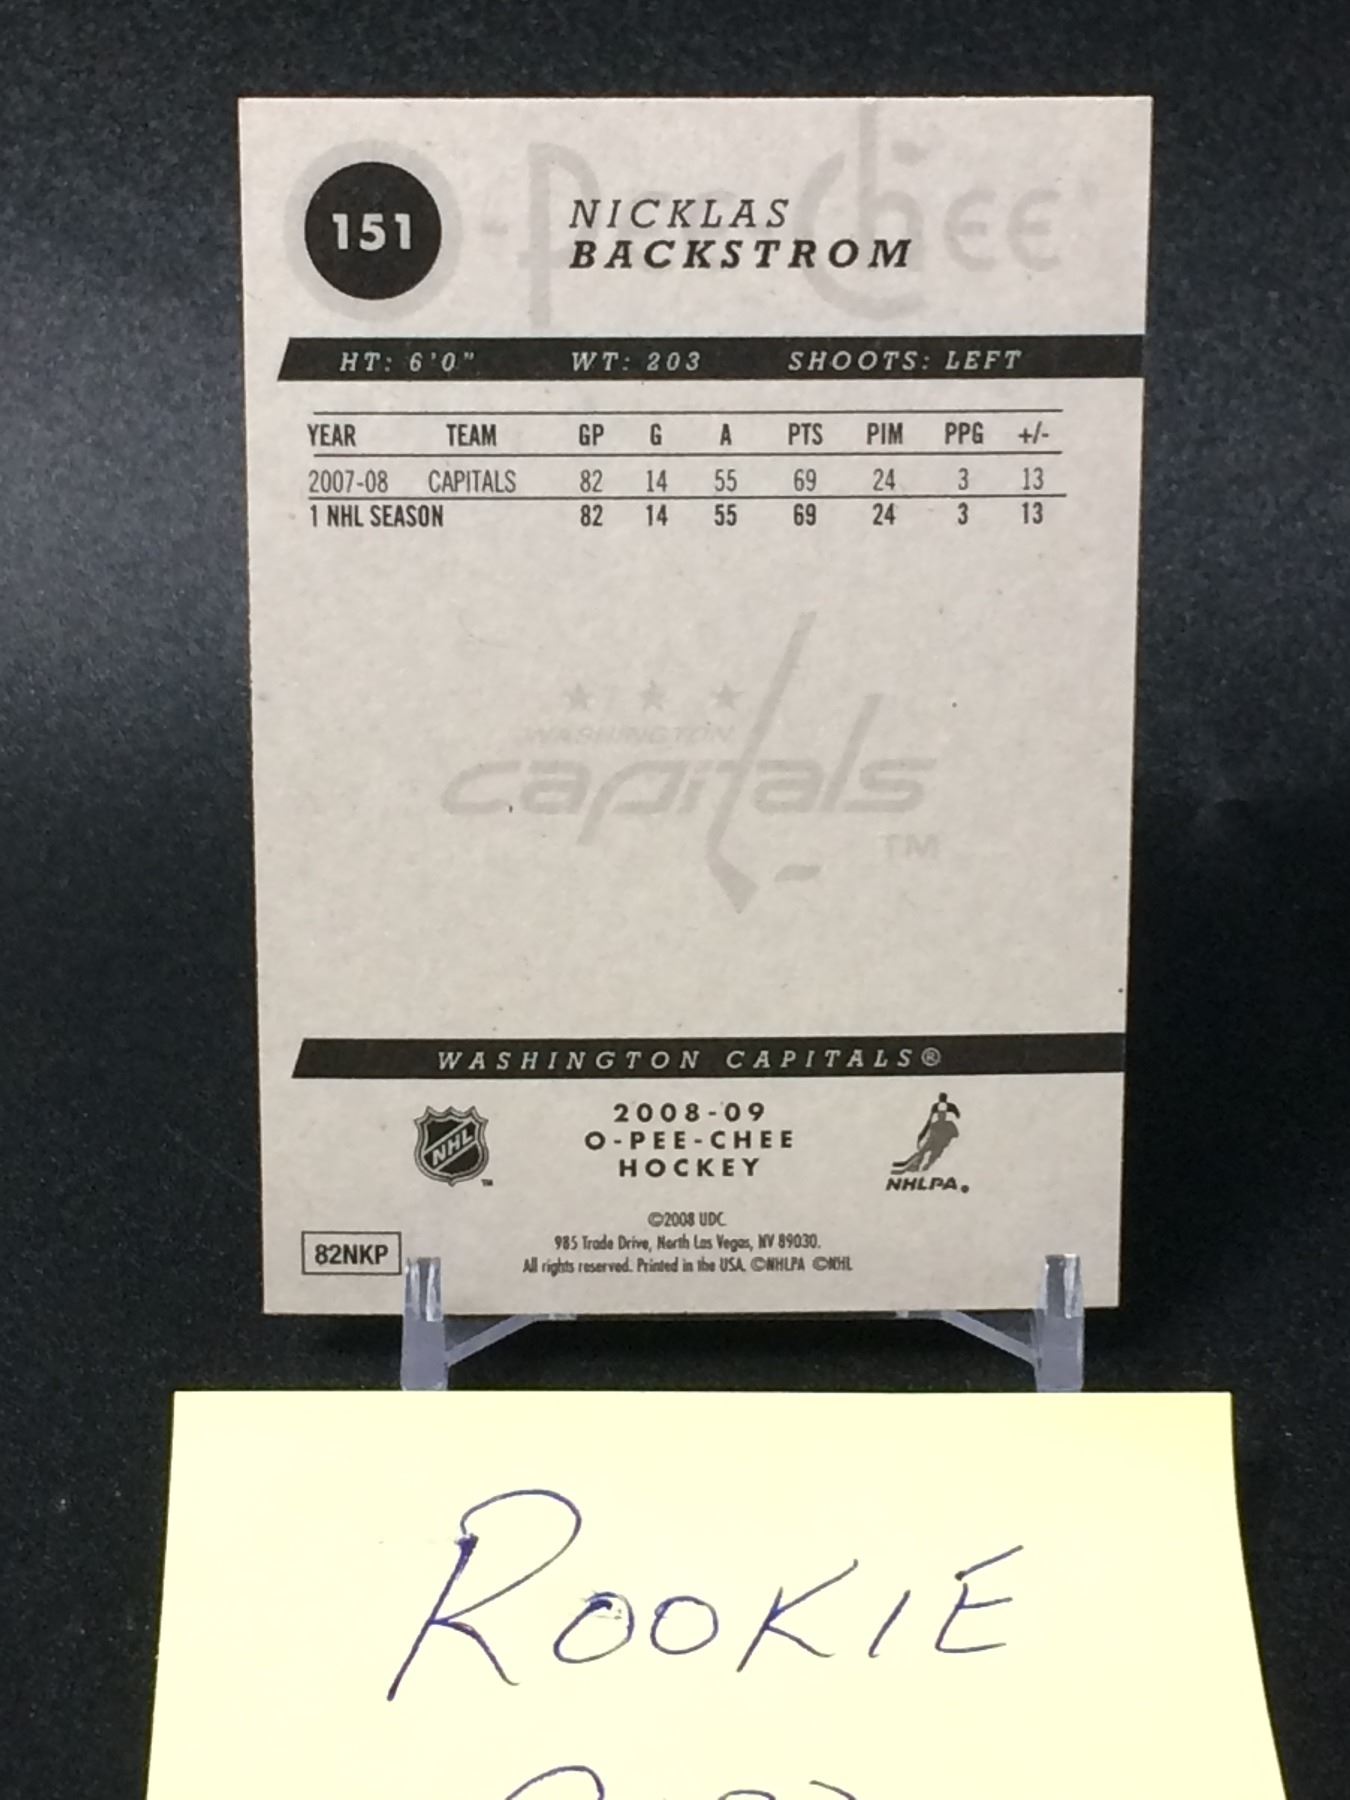 O-Pee-Chee
151
NICKLAS
BACKSTROM
HT: 6'0" WT: 203 SHOOTS: LEFT
YEAR TEAM GP G A PTS PIM PPG +/-
2007-08 CAPITALS 82 14 55 69 24 3 13
1 NHL SEASON 82 14 55 69 24 3 13
WASHINGTON
capitals
TM
WASHINGTON CAPITALS®
NHL
TM
2008-09
O-PEE-CHEE
HOCKEY
NHLPA.
©2008 UDC.
985 Trade Drive, North Las Vegas, NV 89030.
All rights reserved. Printed in the USA. ©NHLPA ©NHL
82NKP
ROOKIE